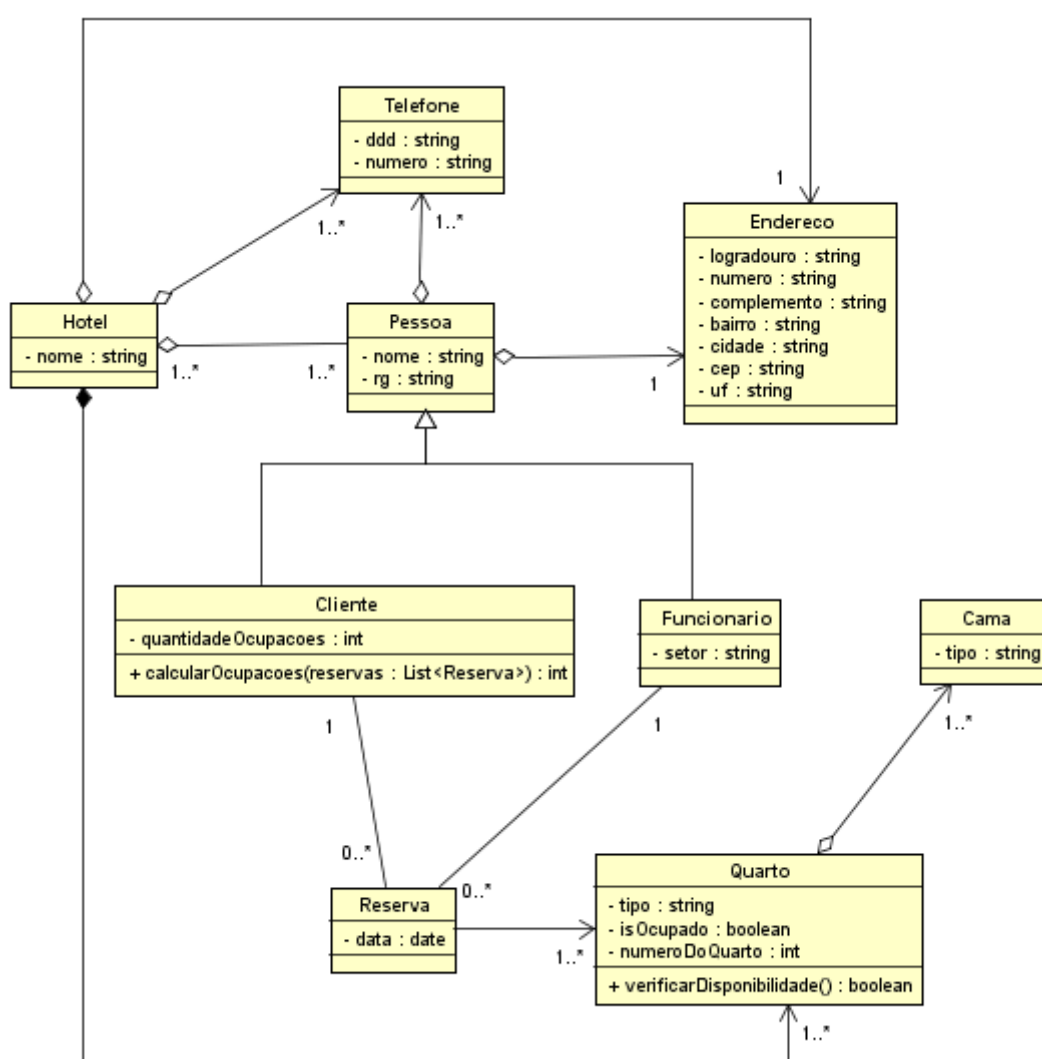 Telefone
- ddd : string
- numero : string
1..*
1..*
1
Endereco
- logradouro : string
- numero : string
- complemento : string
- bairro : string
- cidade : string
- cep : string
- uf : string
Hotel
- nome : string
1..*
1..*
Pessoa
- nome : string
- rg : string
1
Cliente
- quantidadeOcupacoes : int
+ calcularOcupacoes(reservas : List<Reserva>) : int
Funcionario
- setor : string
Cama
- tipo : string
1
1
1..*
0..*
0..*
Reserva
- data : date
1..*
Quarto
- tipo : string
- isOcupado : boolean
- numeroDoQuarto : int
+ verificarDisponibilidade() : boolean
1..*